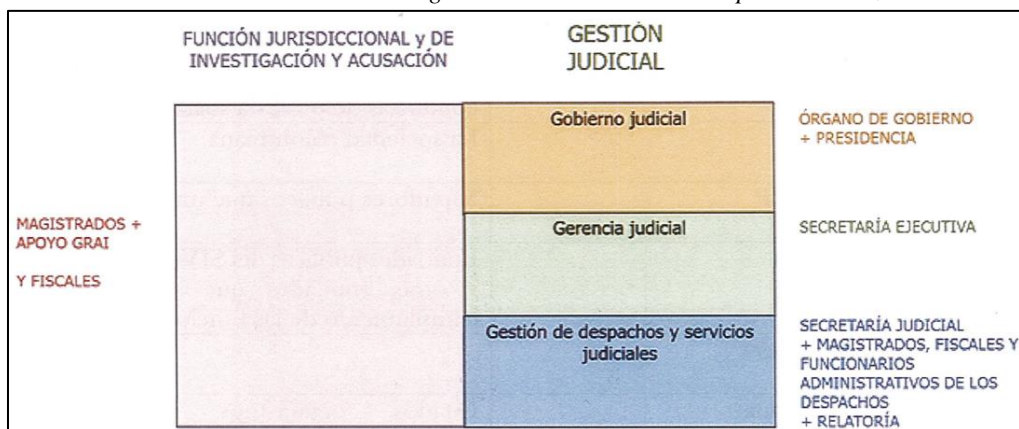 FUNCIÓN JURISDICCIONAL y DE
INVESTIGACIÓN Y ACUSACIÓN
GESTIÓN
JUDICIAL
MAGISTRADOS +
APOYO GRAI
Y FISCALES
Gobierno judicial
ÓRGANO DE GOBIERNO
+ PRESIDENCIA
Gerencia judicial
SECRETARÍA EJECUTIVA
Gestión de despachos y servicios
judiciales
SECRETARÍA JUDICIAL
+ MAGISTRADOS, FISCALES Y
FUNCIONARIOS
ADMINISTRATIVOS DE LOS
DESPACHOS
+ RELATORÍA